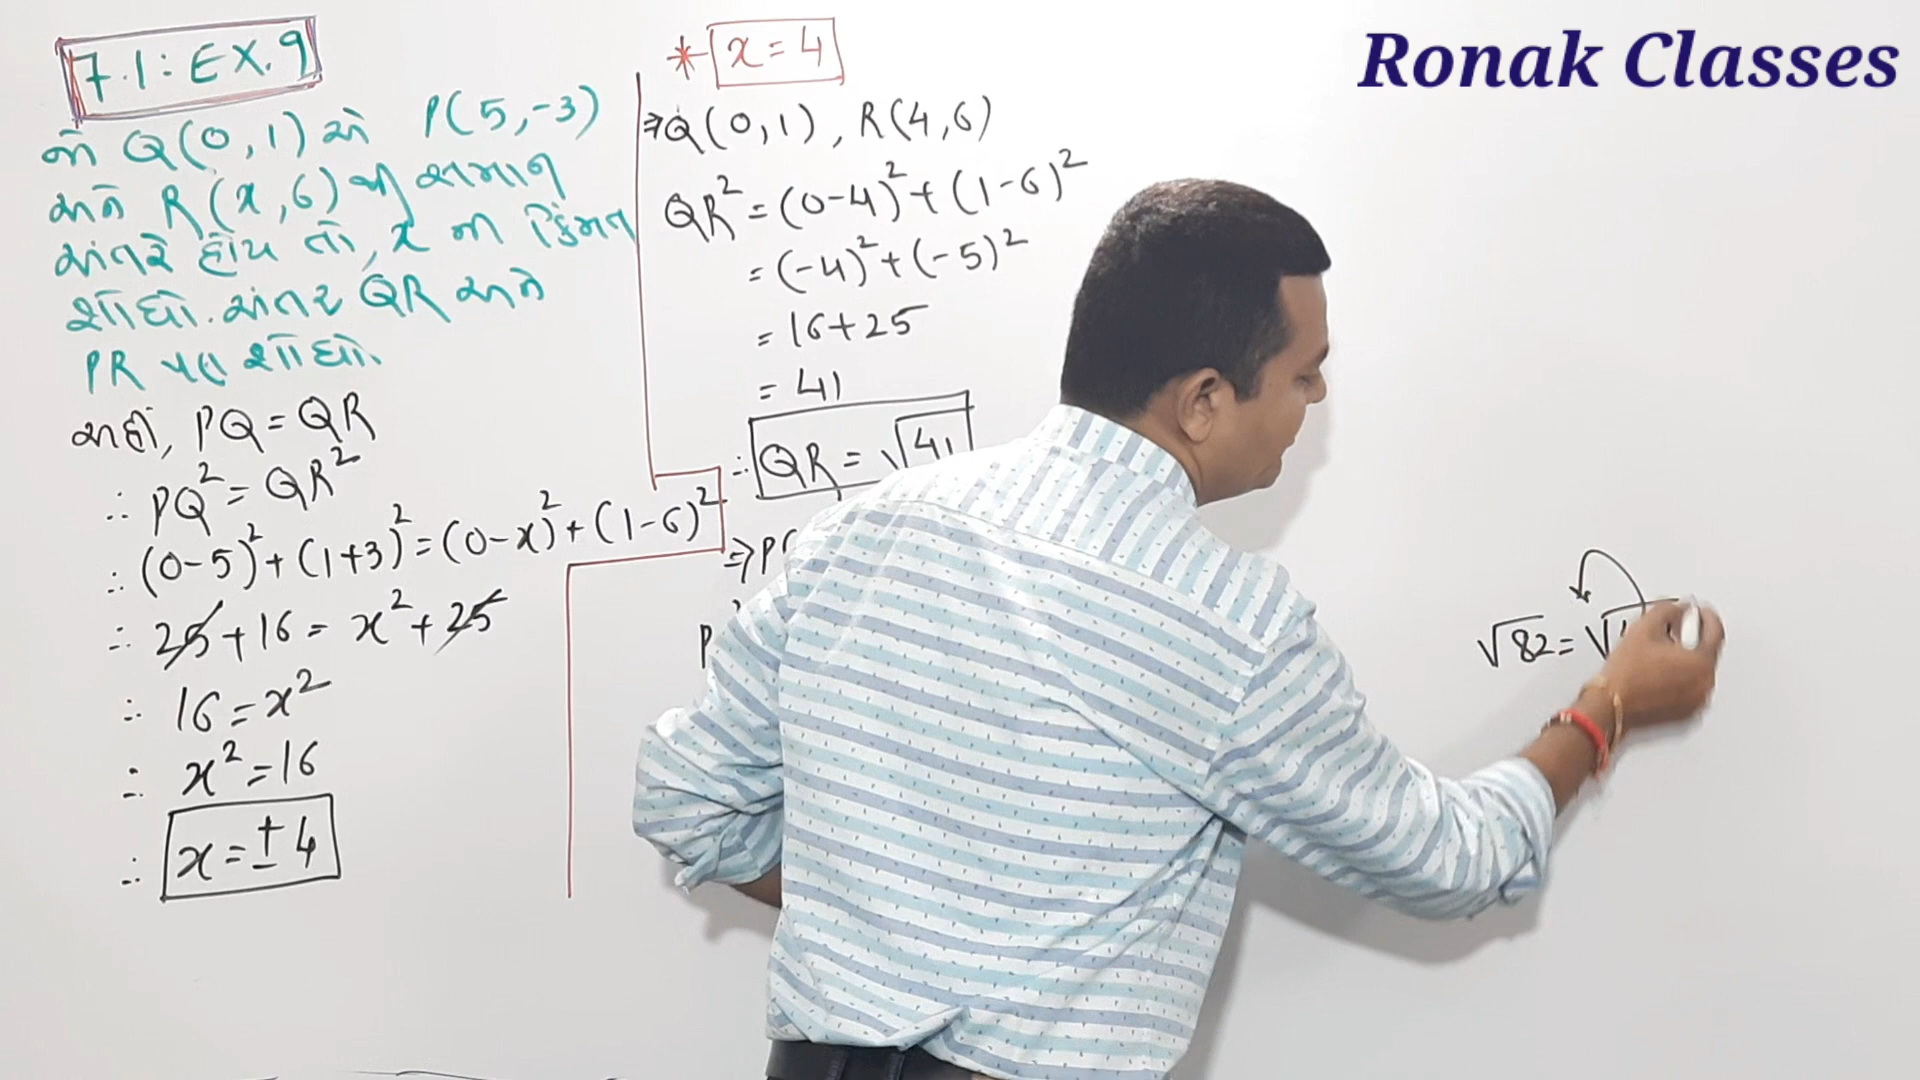 7.1: EX.9
જો Q(0,1) એ P(5,-3)
અને R(x,6) થી સમાન
અંતરે હોય તો, x ની કિંમત
શોધો. અંતર QR અને
PR પણ શોધો.
અહીં, PQ = QR
∴ PQ² = QR²
∴ (0-5)² + (1+3)² = (0-x)² + (1-6)²
∴ 25 + 16 = x² + 25
∴ 16 = x²
∴ x² = 16
∴ x = ± 4
* x = 4
⇒ Q(0,1), R(4,6)
QR² = (0-4)² + (1-6)²
= (-4)² + (-5)²
= 16+25
= 41
∴ QR = √41
⇒ P(
P
√82 = √
Ronak Classes